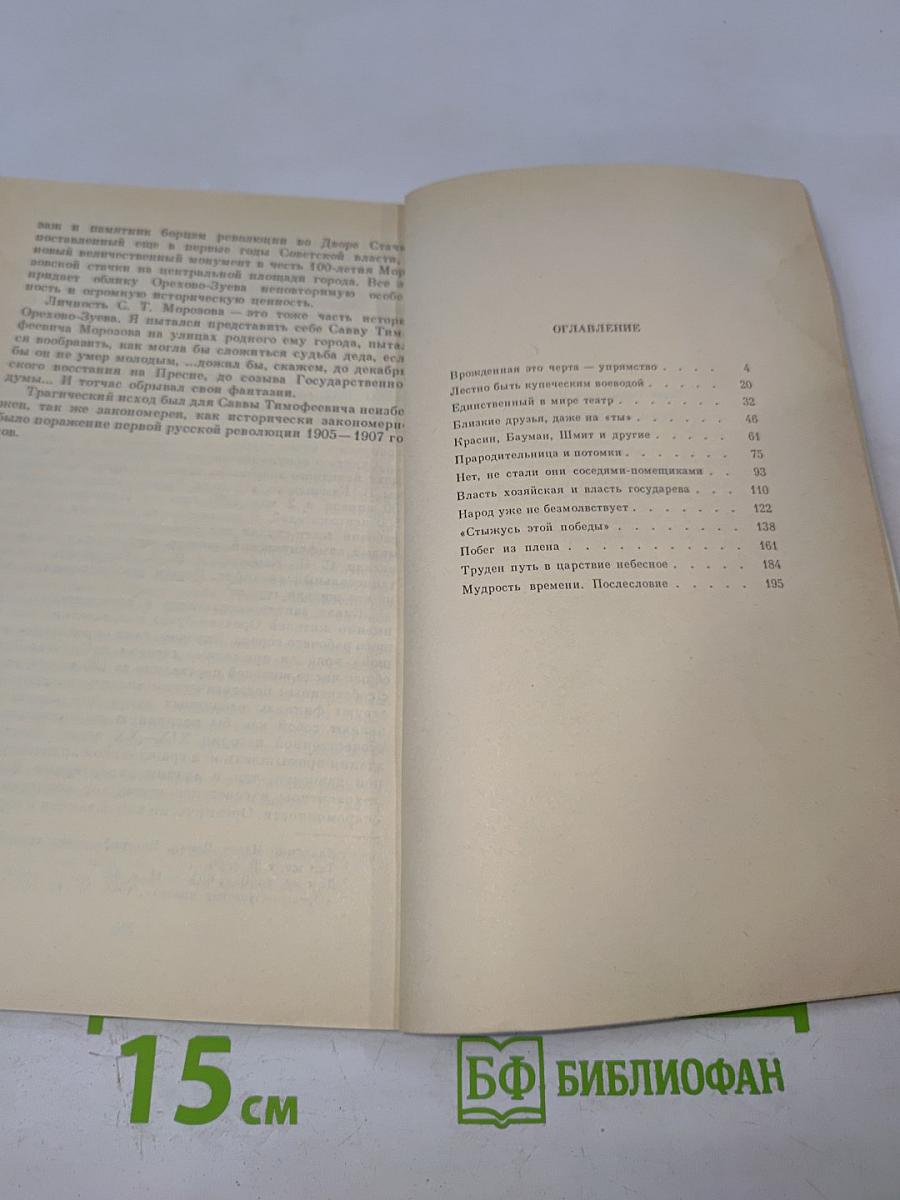 заж и памятник борцам революции во Дворе Стаче
поставленный еще в первые годы Советской власти,
новый величественный монумент в честь 100-летия Мор
зовской стачки на центральной площади города. Все э
придает облику Орехово-Зуева неповторимую особе
ность и огромную историческую ценность.
Личность С. Т. Морозова — это тоже часть истори
Орехово-Зуева. Я пытался представить себе Савву Тим
феевича Морозова на улицах родного ему города, пытал
ся вообразить, как могла бы сложиться судьба деда, есл
бы он не умер молодым, ...дожил бы, скажем, до декабрь
ского восстания на Пресне, до созыва Государственно
думы... И тотчас обрывал свои фантазии.
Трагический исход был для Саввы Тимофеевича неизбе
жен, так же закономерен, как исторически закономерн
было поражение первой русской революции 1905—1907 го
ов.
ОГЛАВЛЕНИЕ
Врожденная это черта — упрямство . . . . 4
Лестно быть купеческим воеводой . . . . . 20
Единственный в мире театр . . . . . . . 32
Близкие друзья, даже на «ты» . . . . . . 46
Красин, Бауман, Шмит и другие . . . . . 61
Прародительница и потомки . . . . . . . 75
Нет, не стали они соседями-помещиками . . 93
Власть хозяйская и власть государева . . . 110
Народ уже не безмолвствует . . . . . . . 122
«Стыжусь этой победы» . . . . . . . . 138
Побег из плена . . . . . . . . . . . 161
Труден путь в царствие небесное . . . . . 184
Мудрость времени. Послесловие . . . . . 195
15 см
БФ БИБЛИОФАН